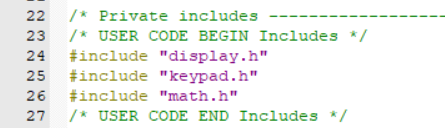 22 /* Private includes ------------------
23 /* USER CODE BEGIN Includes */
24 #include "display.h"
25 #include "keypad.h"
26 #include "math.h"
27 /* USER CODE END Includes */